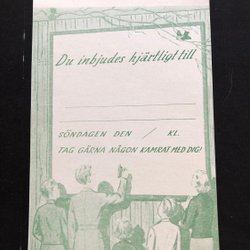 Du inbjudes hjärtligt till
SÖNDAGEN DEN / KL.
TAG GÄRNA NÅGON KAMRAT MED DIG!